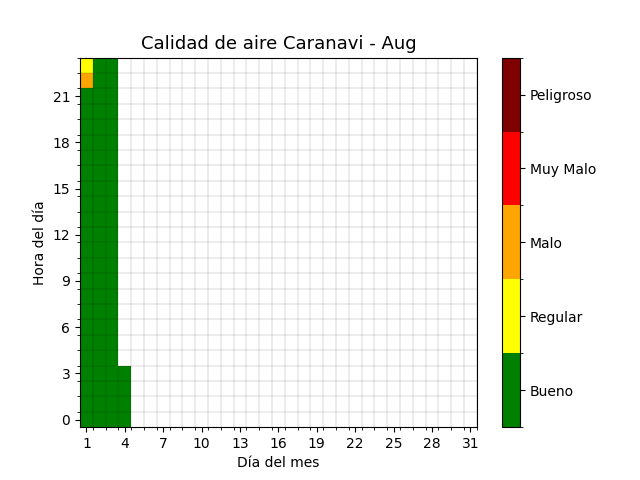 Calidad de aire Caranavi - Aug
Hora del día
21
18
15
12
9
6
3
0
1 4 7 10 13 16 19 22 25 28 31
Día del mes
Peligroso
Muy Malo
Malo
Regular
Bueno